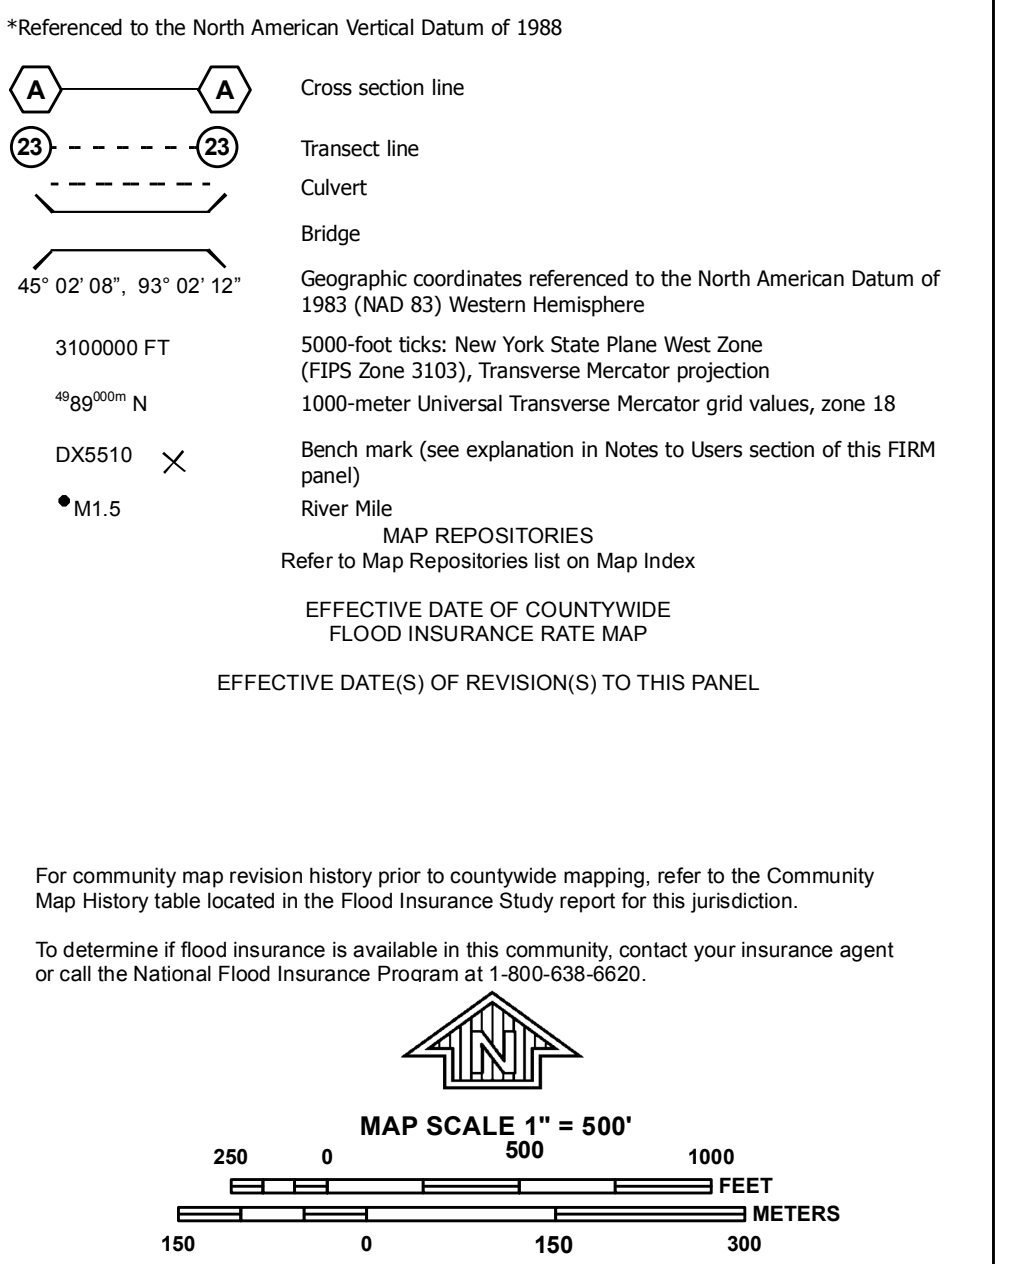 *Referenced to the North American Vertical Datum of 1988
A A Cross section line
23 23 Transect line
Culvert
Bridge
45° 02’ 08”, 93° 02’ 12” Geographic coordinates referenced to the North American Datum of
1983 (NAD 83) Western Hemisphere
3100000 FT 5000-foot ticks: New York State Plane West Zone
(FIPS Zone 3103), Transverse Mercator projection
⁴⁹89⁰⁰⁰ᵐ N 1000-meter Universal Transverse Mercator grid values, zone 18
DX5510 Bench mark (see explanation in Notes to Users section of this FIRM
panel)
M1.5 River Mile
MAP REPOSITORIES
Refer to Map Repositories list on Map Index
EFFECTIVE DATE OF COUNTYWIDE
FLOOD INSURANCE RATE MAP
EFFECTIVE DATE(S) OF REVISION(S) TO THIS PANEL
For community map revision history prior to countywide mapping, refer to the Community
Map History table located in the Flood Insurance Study report for this jurisdiction.
To determine if flood insurance is available in this community, contact your insurance agent
or call the National Flood Insurance Program at 1-800-638-6620.
N
MAP SCALE 1" = 500'
250 0 500 1000
FEET
METERS
150 0 150 300